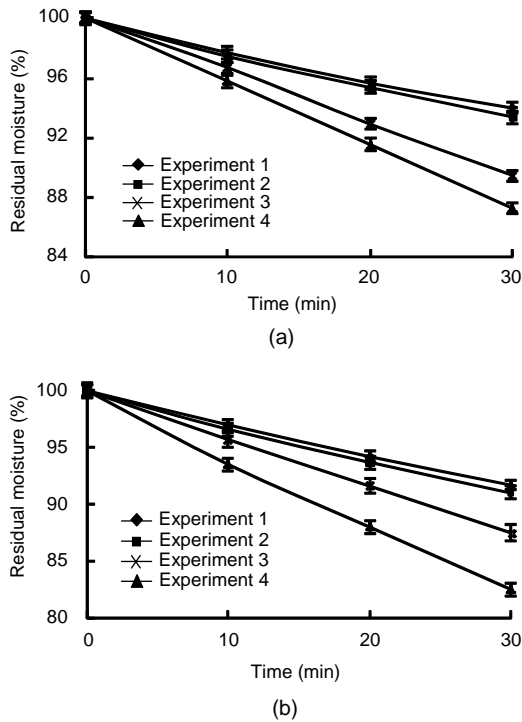 100
96
92
88
84
Residual moisture (%)
Experiment 1
Experiment 2
Experiment 3
Experiment 4
0
10
20
30
Time (min)
(a)
100
95
90
85
80
Residual moisture (%)
Experiment 1
Experiment 2
Experiment 3
Experiment 4
0
10
20
30
Time (min)
(b)